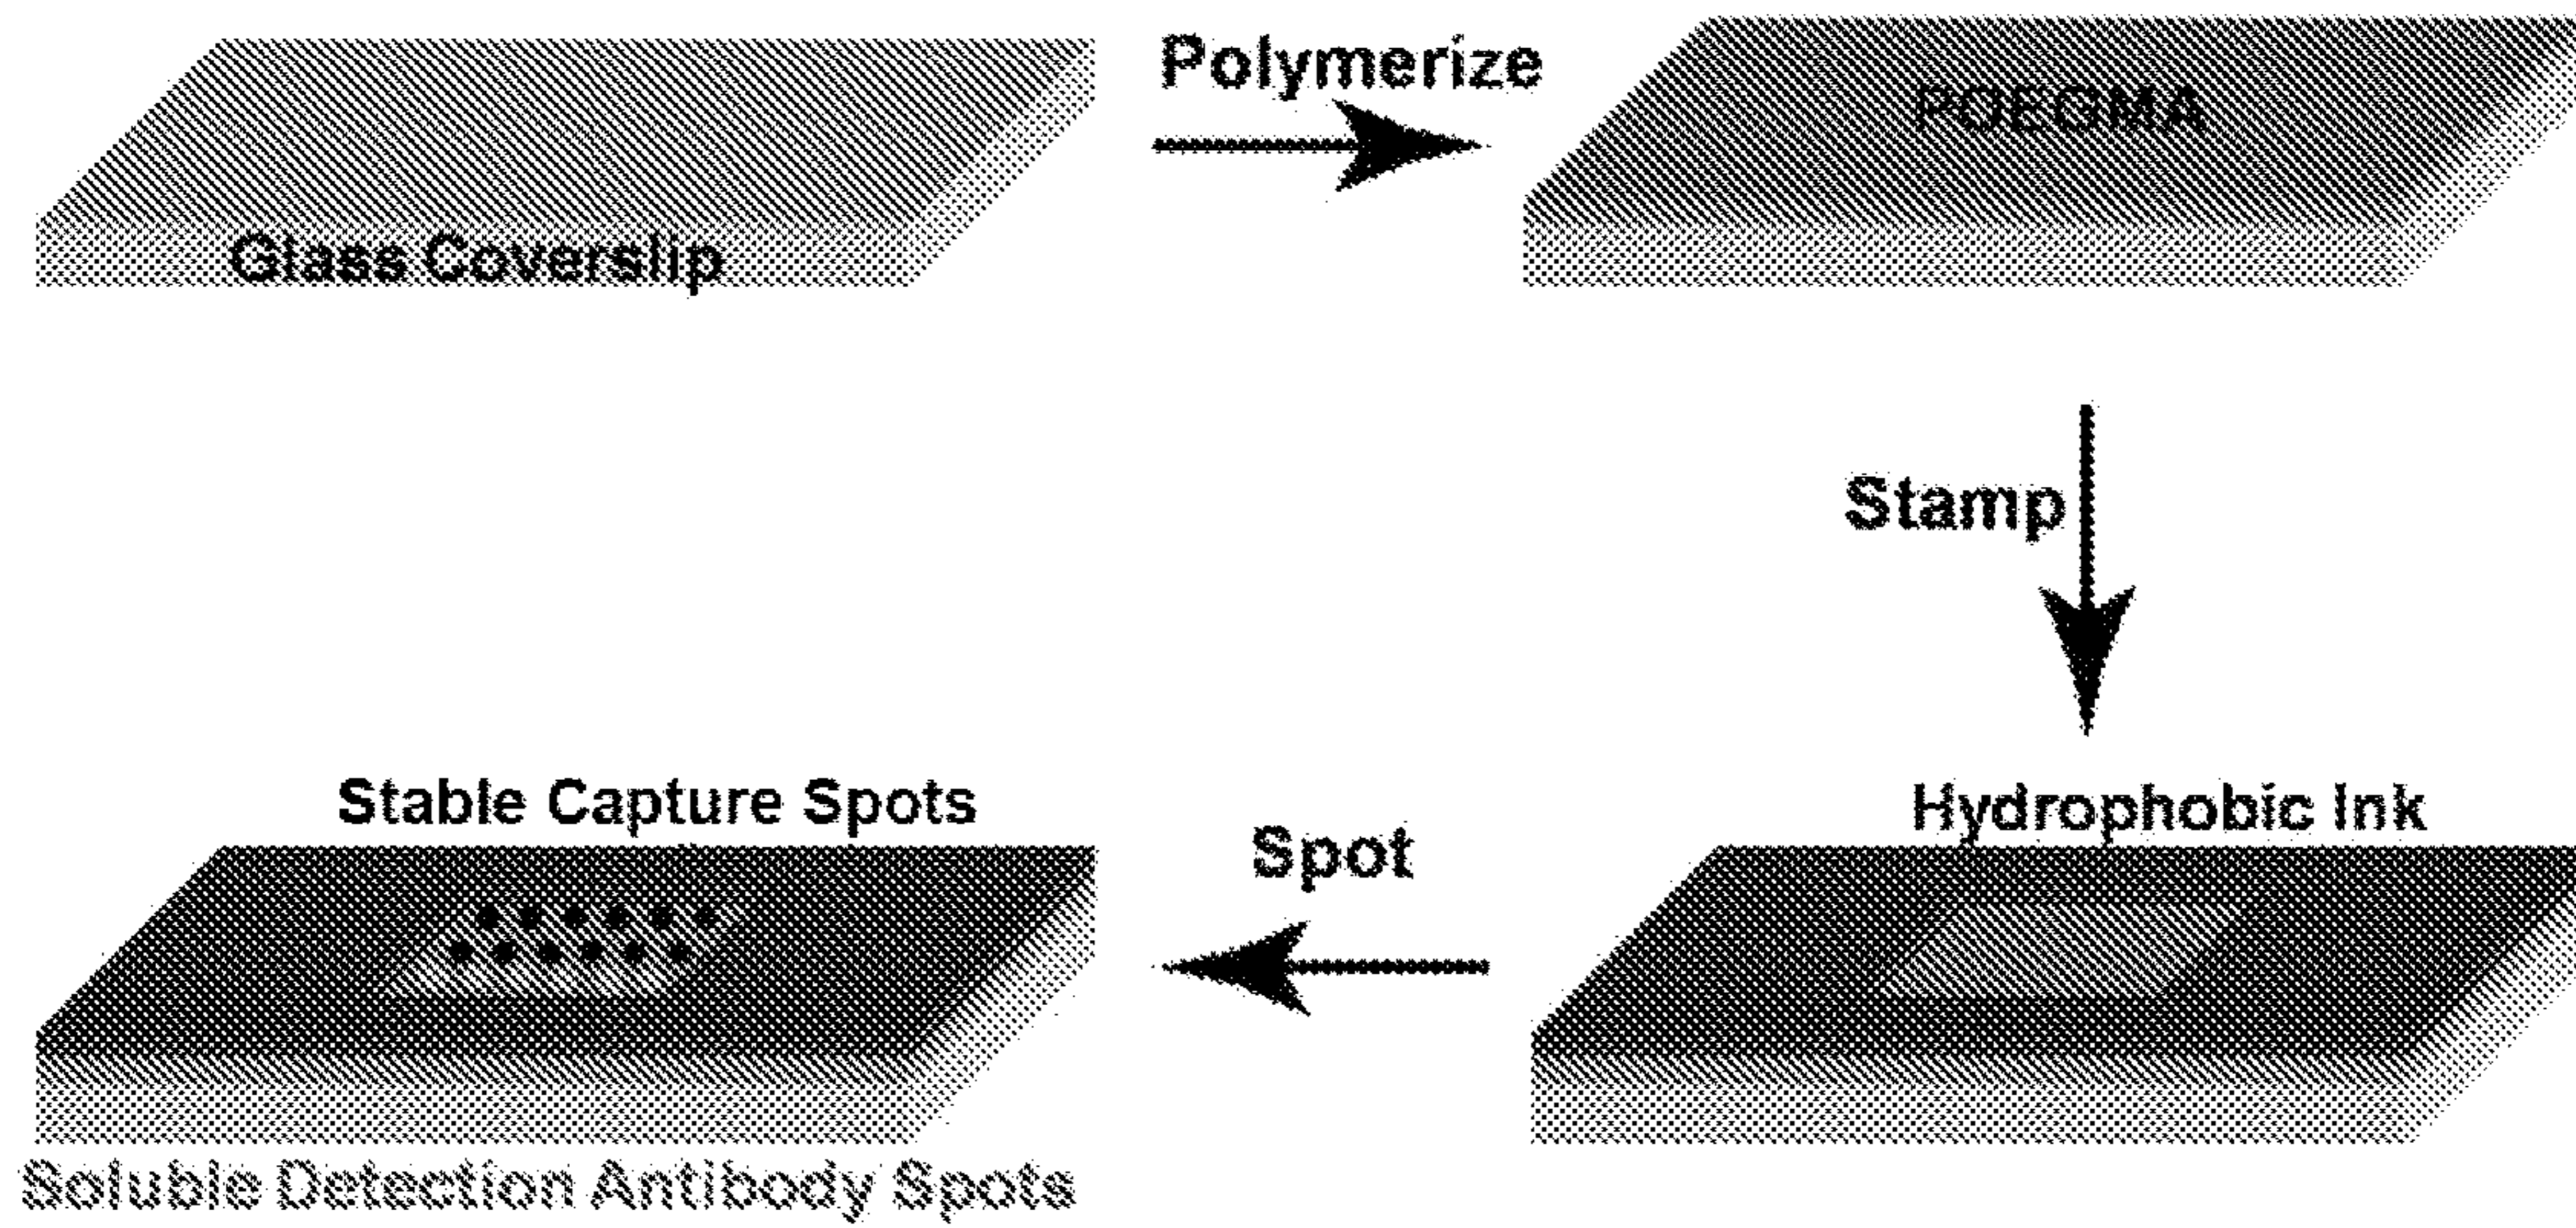 Polymerize
POEGMA
Glass Coverslip
Stamp
Stable Capture Spots
Hydrophobic Ink
Spot
Soluble Detection Antibody Spots